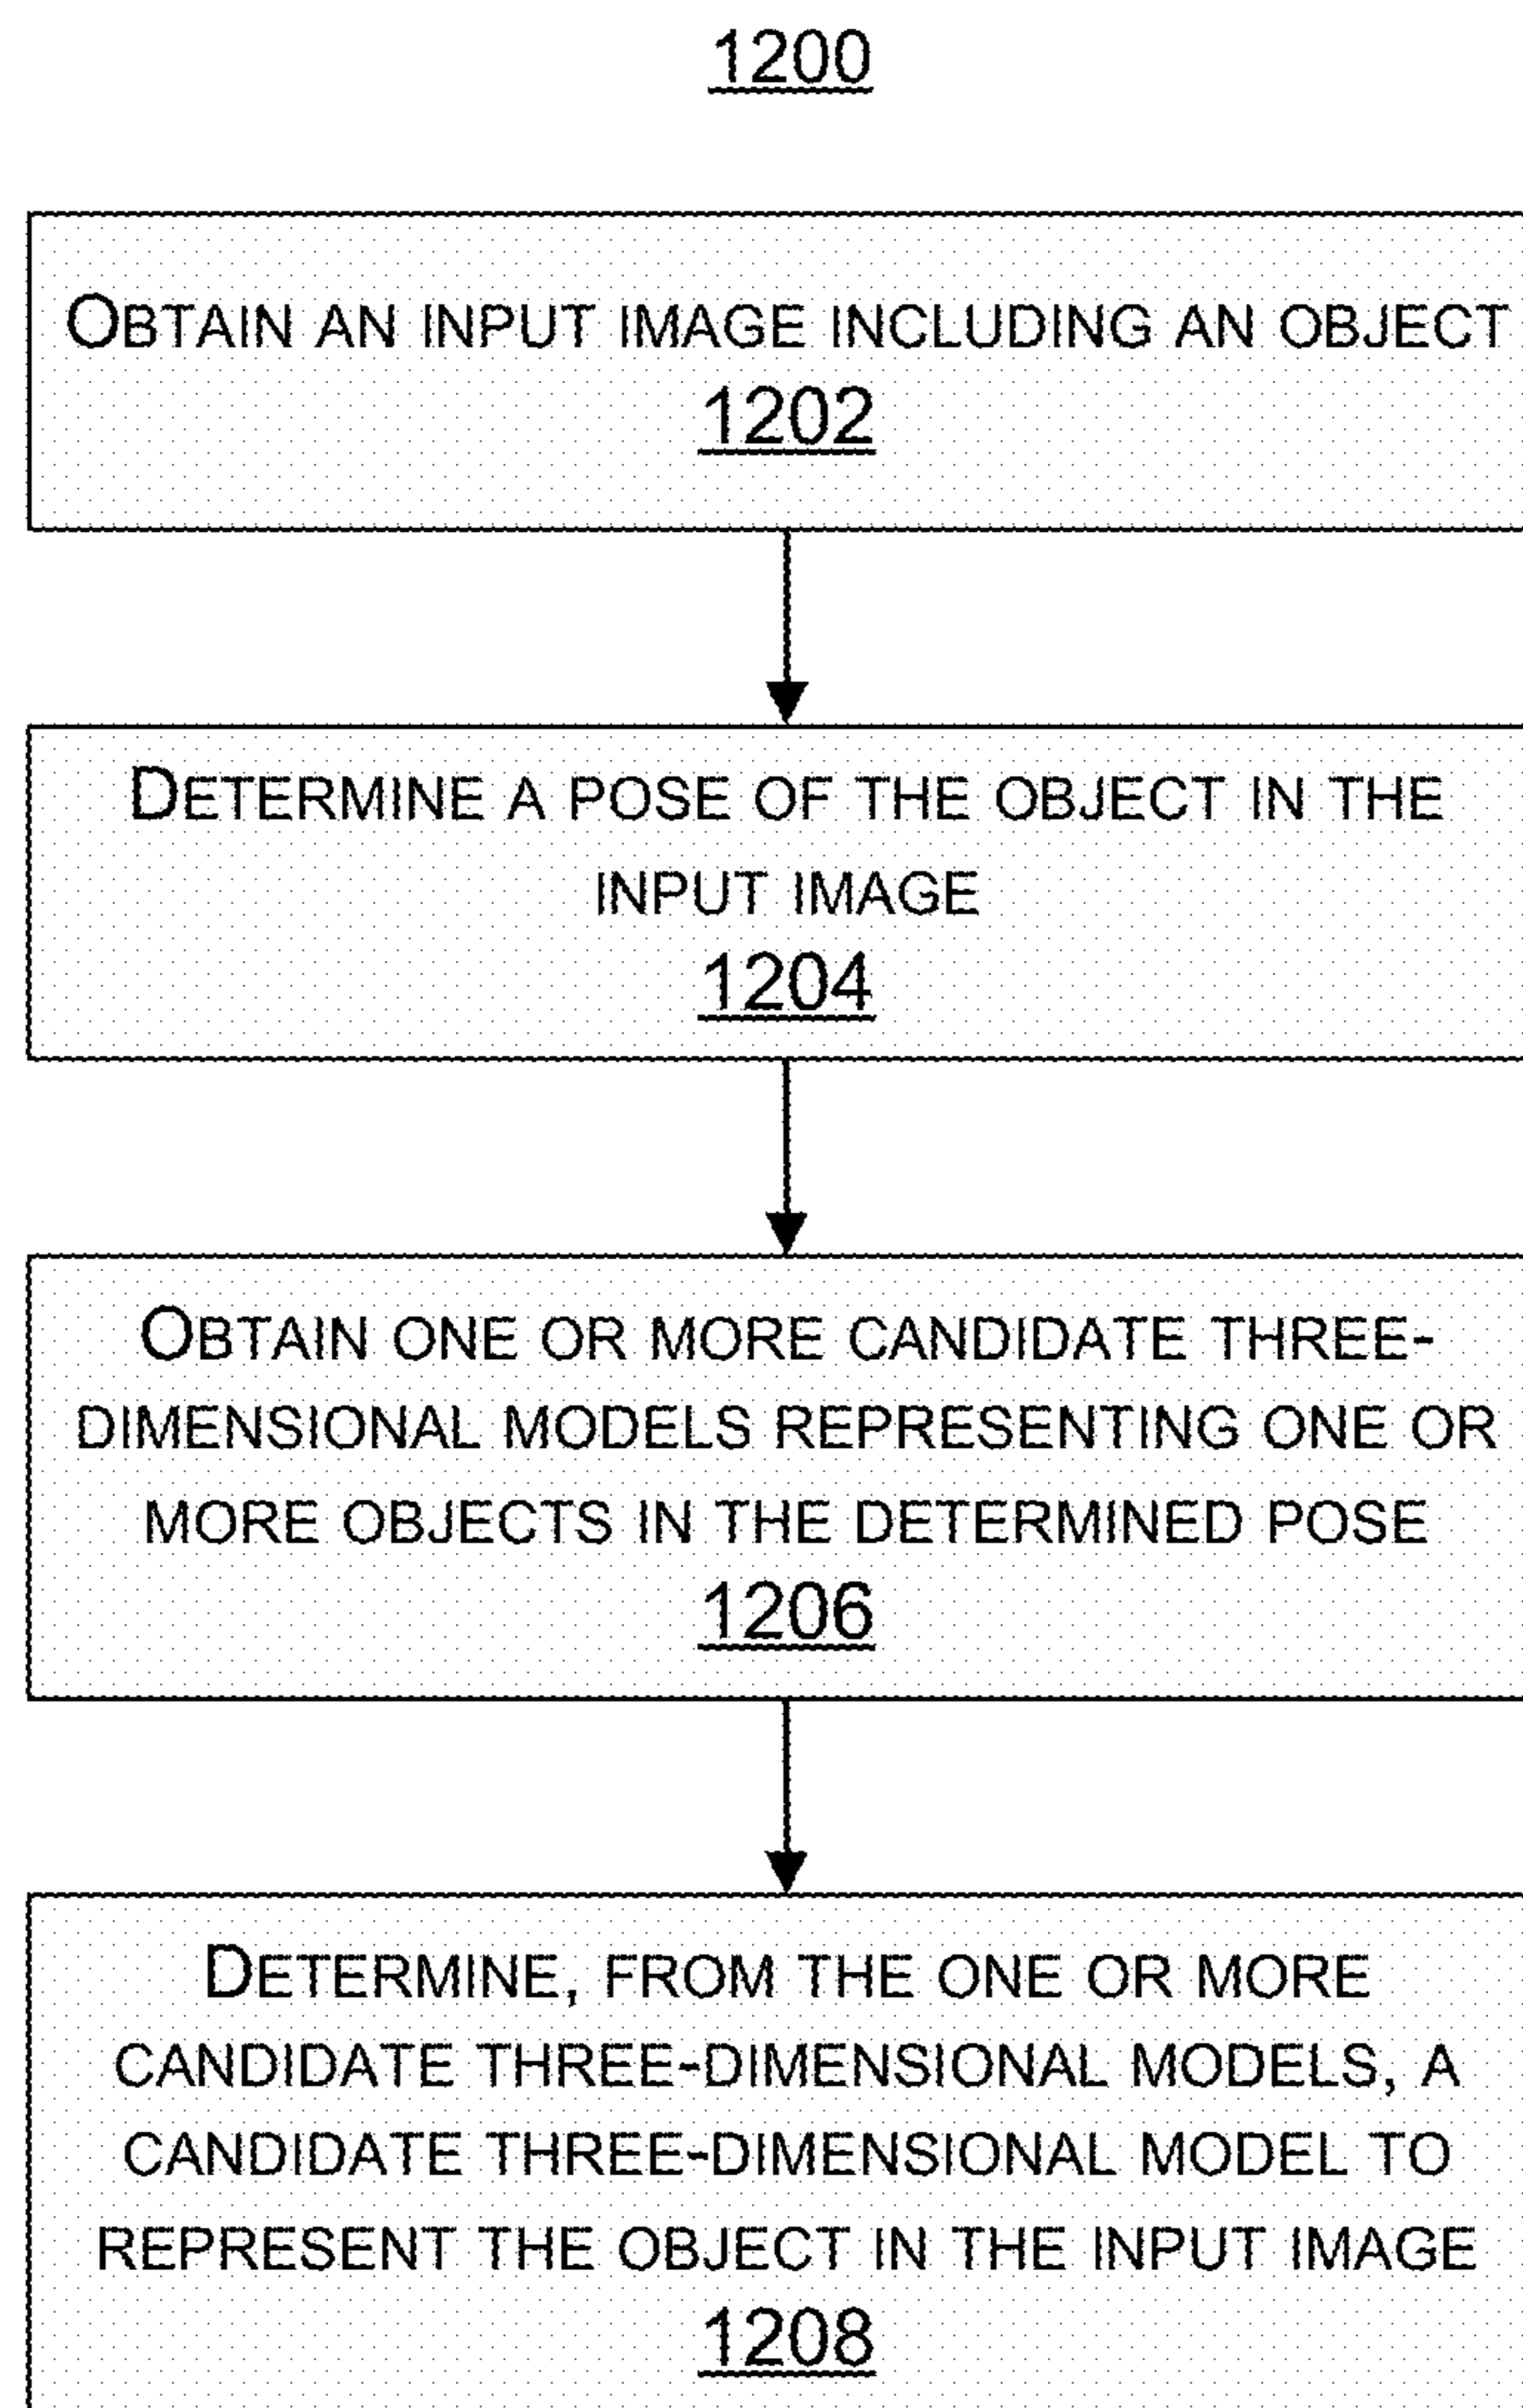 1200
OBTAIN AN INPUT IMAGE INCLUDING AN OBJECT
1202
DETERMINE A POSE OF THE OBJECT IN THE
INPUT IMAGE
1204
OBTAIN ONE OR MORE CANDIDATE THREE-
DIMENSIONAL MODELS REPRESENTING ONE OR
MORE OBJECTS IN THE DETERMINED POSE
1206
DETERMINE, FROM THE ONE OR MORE
CANDIDATE THREE-DIMENSIONAL MODELS, A
CANDIDATE THREE-DIMENSIONAL MODEL TO
REPRESENT THE OBJECT IN THE INPUT IMAGE
1208